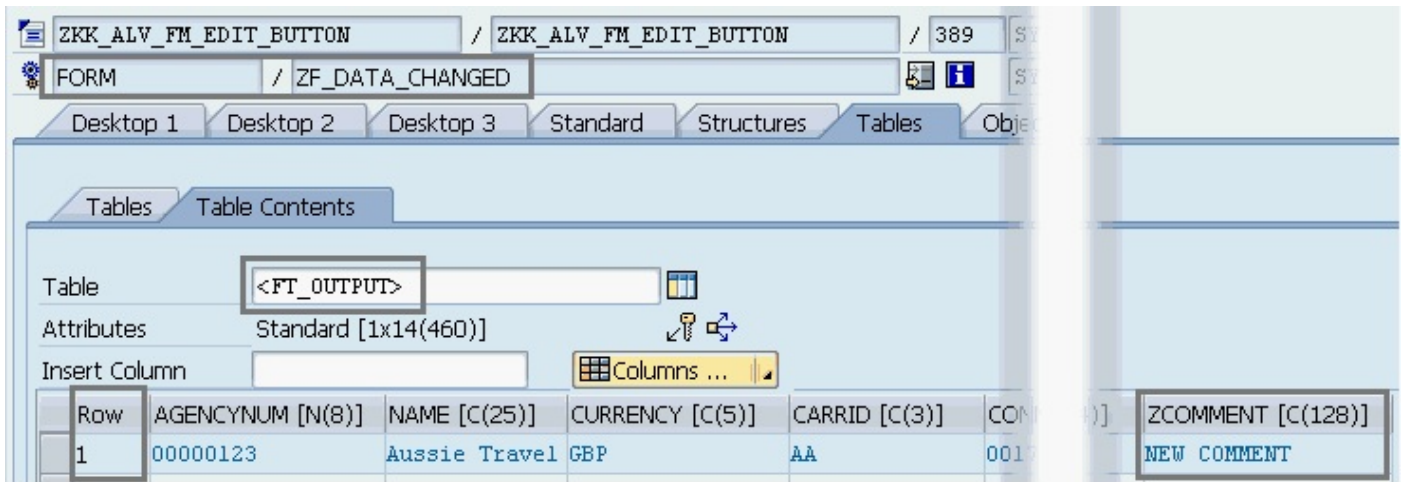 ZKK_ALV_FM_EDIT_BUTTON / ZKK_ALV_FM_EDIT_BUTTON / 389
FORM / ZF_DATA_CHANGED
Desktop 1 Desktop 2 Desktop 3 Standard Structures Tables
Tables Table Contents
Table <FT_OUTPUT>
Attributes Standard [1x14(460)]
Insert Column Columns ...
Row AGENCYNUM [N(8)] NAME [C(25)] CURRENCY [C(5)] CARRID [C(3)] ZCOMMENT [C(128)]
1 00000123 Aussie Travel GBP AA NEW COMMENT